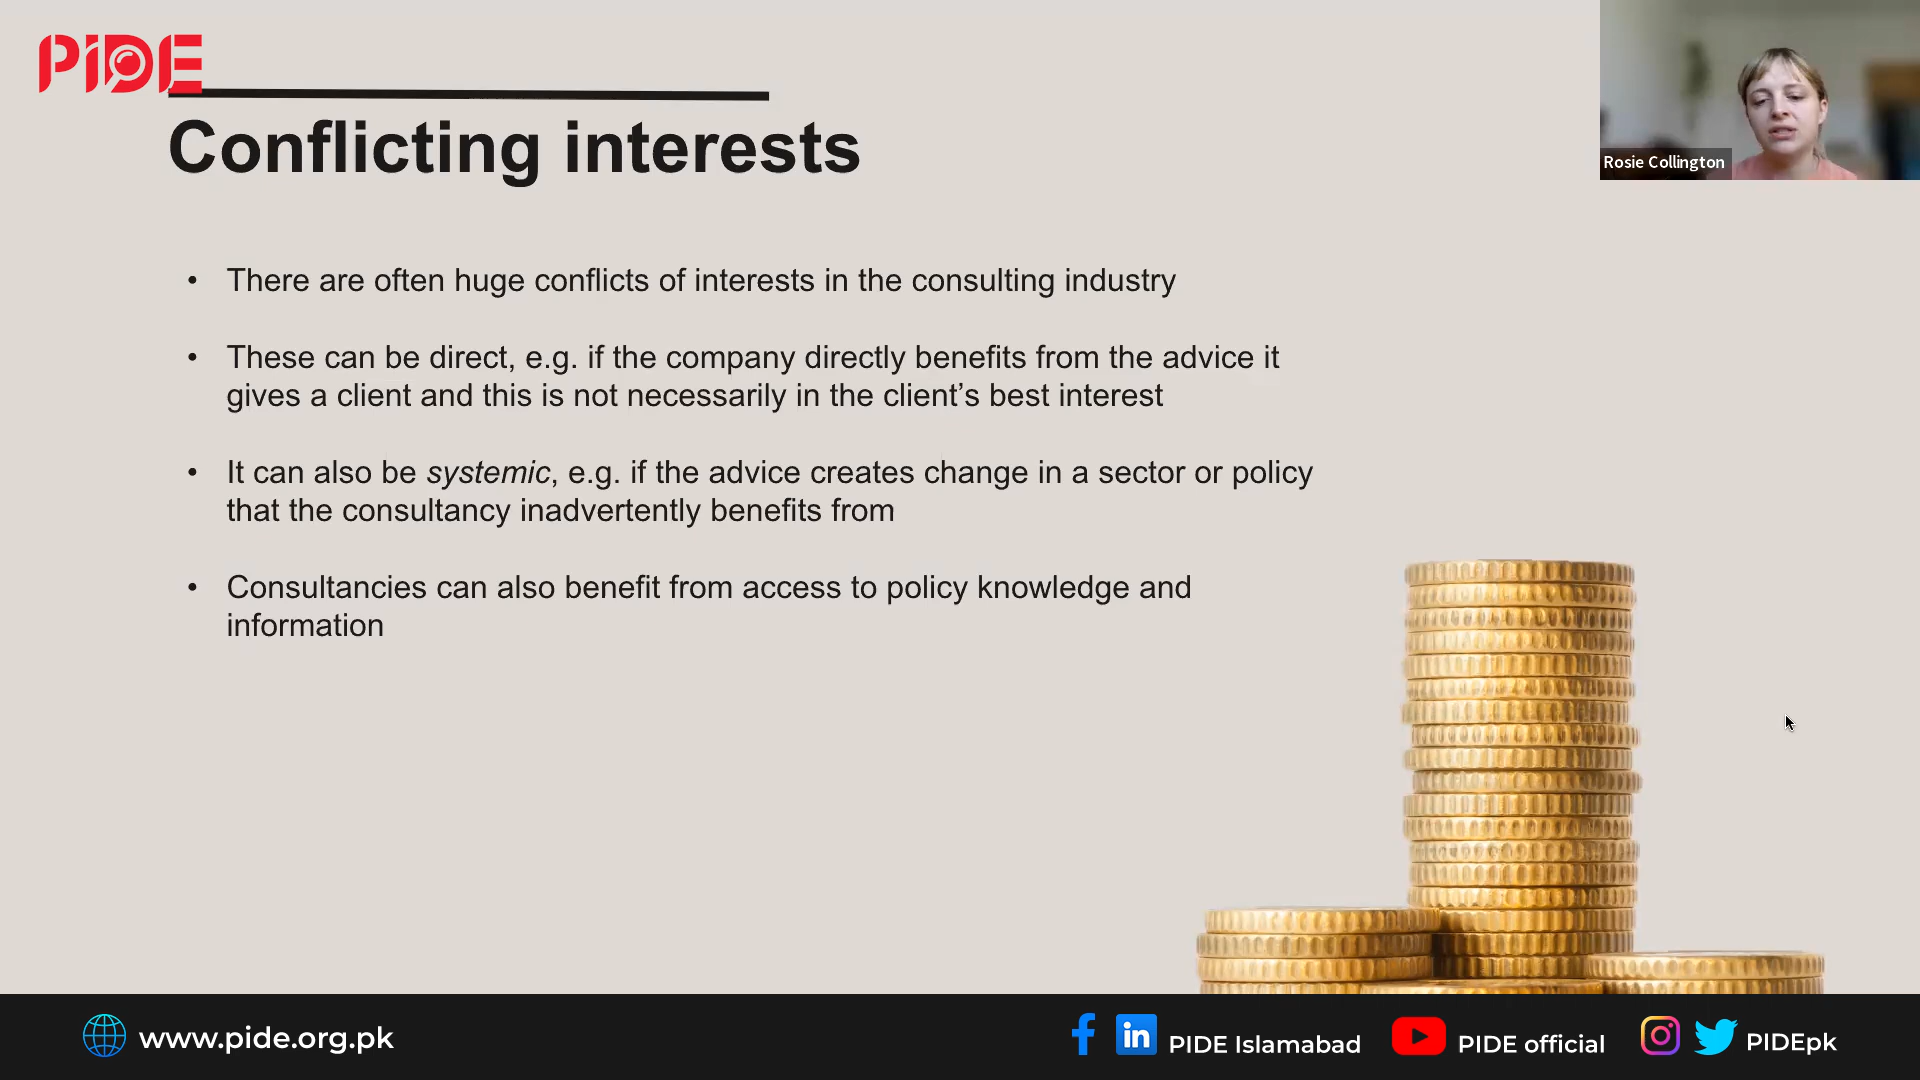 PIDE
Rosie Collington
Conflicting interests
• There are often huge conflicts of interests in the consulting industry
• These can be direct, e.g. if the company directly benefits from the advice it
gives a client and this is not necessarily in the client’s best interest
• It can also be systemic, e.g. if the advice creates change in a sector or policy
that the consultancy inadvertently benefits from
• Consultancies can also benefit from access to policy knowledge and
information
www.pide.org.pk
in PIDE Islamabad
PIDE official
PIDEpk